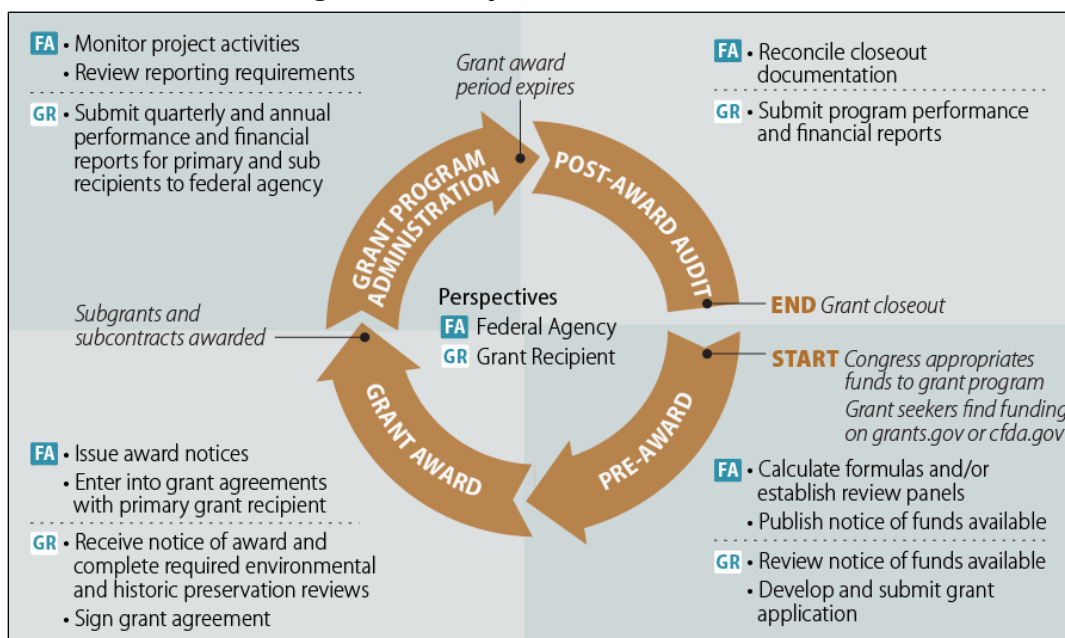 FA • Monitor project activities
• Review reporting requirements
GR • Submit quarterly and annual
performance and financial
reports for primary and sub
recipients to federal agency
Grant award
period expires
FA • Reconcile closeout
documentation
GR • Submit program performance
and financial reports
GRANT PROGRAM
ADMINISTRATION
POST-AWARD AUDIT
Subgrants and
subcontracts awarded
Perspectives
FA Federal Agency
GR Grant Recipient
END Grant closeout
START Congress appropriates
funds to grant program
Grant seekers find funding
on grants.gov or cfda.gov
GRANT AWARD
PRE-AWARD
FA • Issue award notices
• Enter into grant agreements
with primary grant recipient
GR • Receive notice of award and
complete required environmental
and historic preservation reviews
• Sign grant agreement
FA • Calculate formulas and/or
establish review panels
• Publish notice of funds available
GR • Review notice of funds available
• Develop and submit grant
application